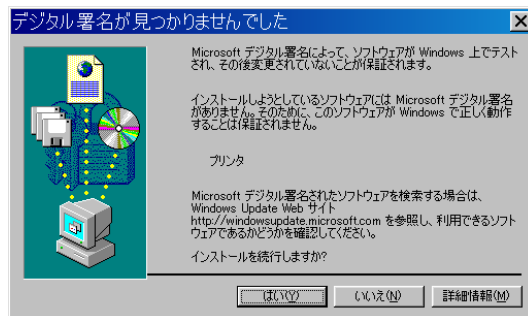 デジタル署名が見つかりませんでした
Microsoft デジタル署名によって、ソフトウェアが Windows 上でテスト
され、その後変更されていないことが保証されます。
インストールしようとしているソフトウェアには Microsoft デジタル署名
がありません。そのために、このソフトウェアが Windows で正しく動作
することは保証されません。
プリンタ
Microsoft デジタル署名されたソフトウェアを検索する場合は、
Windows Update Web サイト
http://windowsupdate.microsoft.com を参照し、利用できるソフト
ウェアであるかどうかを確認してください。
インストールを続行しますか?
はい(Y)
いいえ(N)
詳細情報(M)